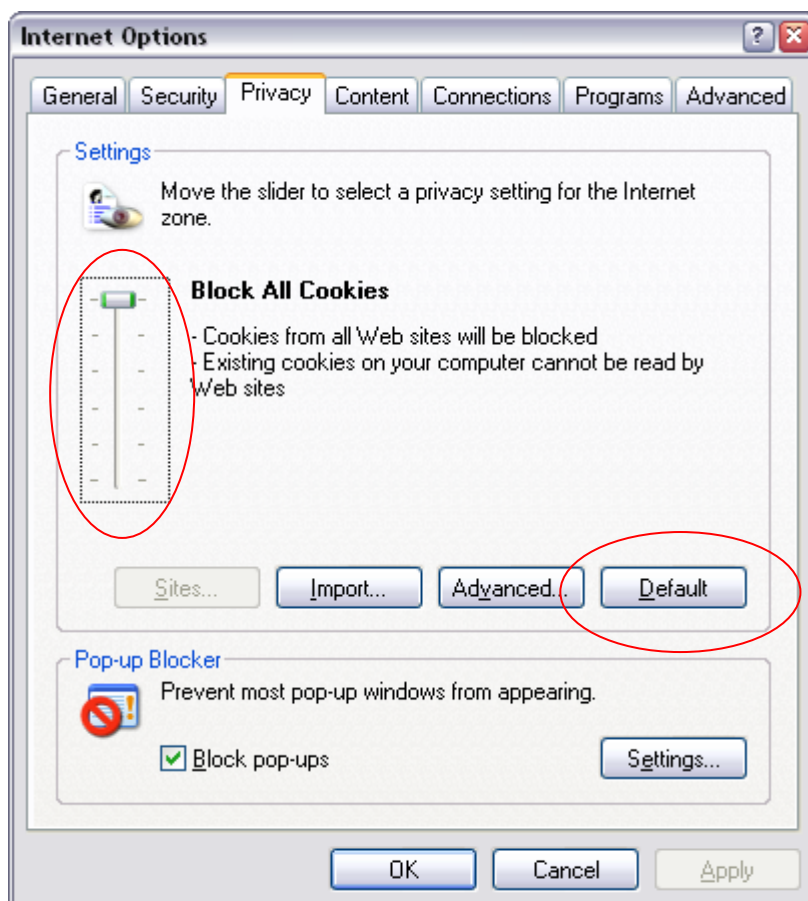 Internet Options
General Security Privacy Content Connections Programs Advanced
Settings
Move the slider to select a privacy setting for the Internet
zone.
Block All Cookies
- Cookies from all Web sites will be blocked
- Existing cookies on your computer cannot be read by
Web sites
Sites... Import... Advanced... Default
Pop-up Blocker
Prevent most pop-up windows from appearing.
Block pop-ups
Settings...
OK Cancel Apply